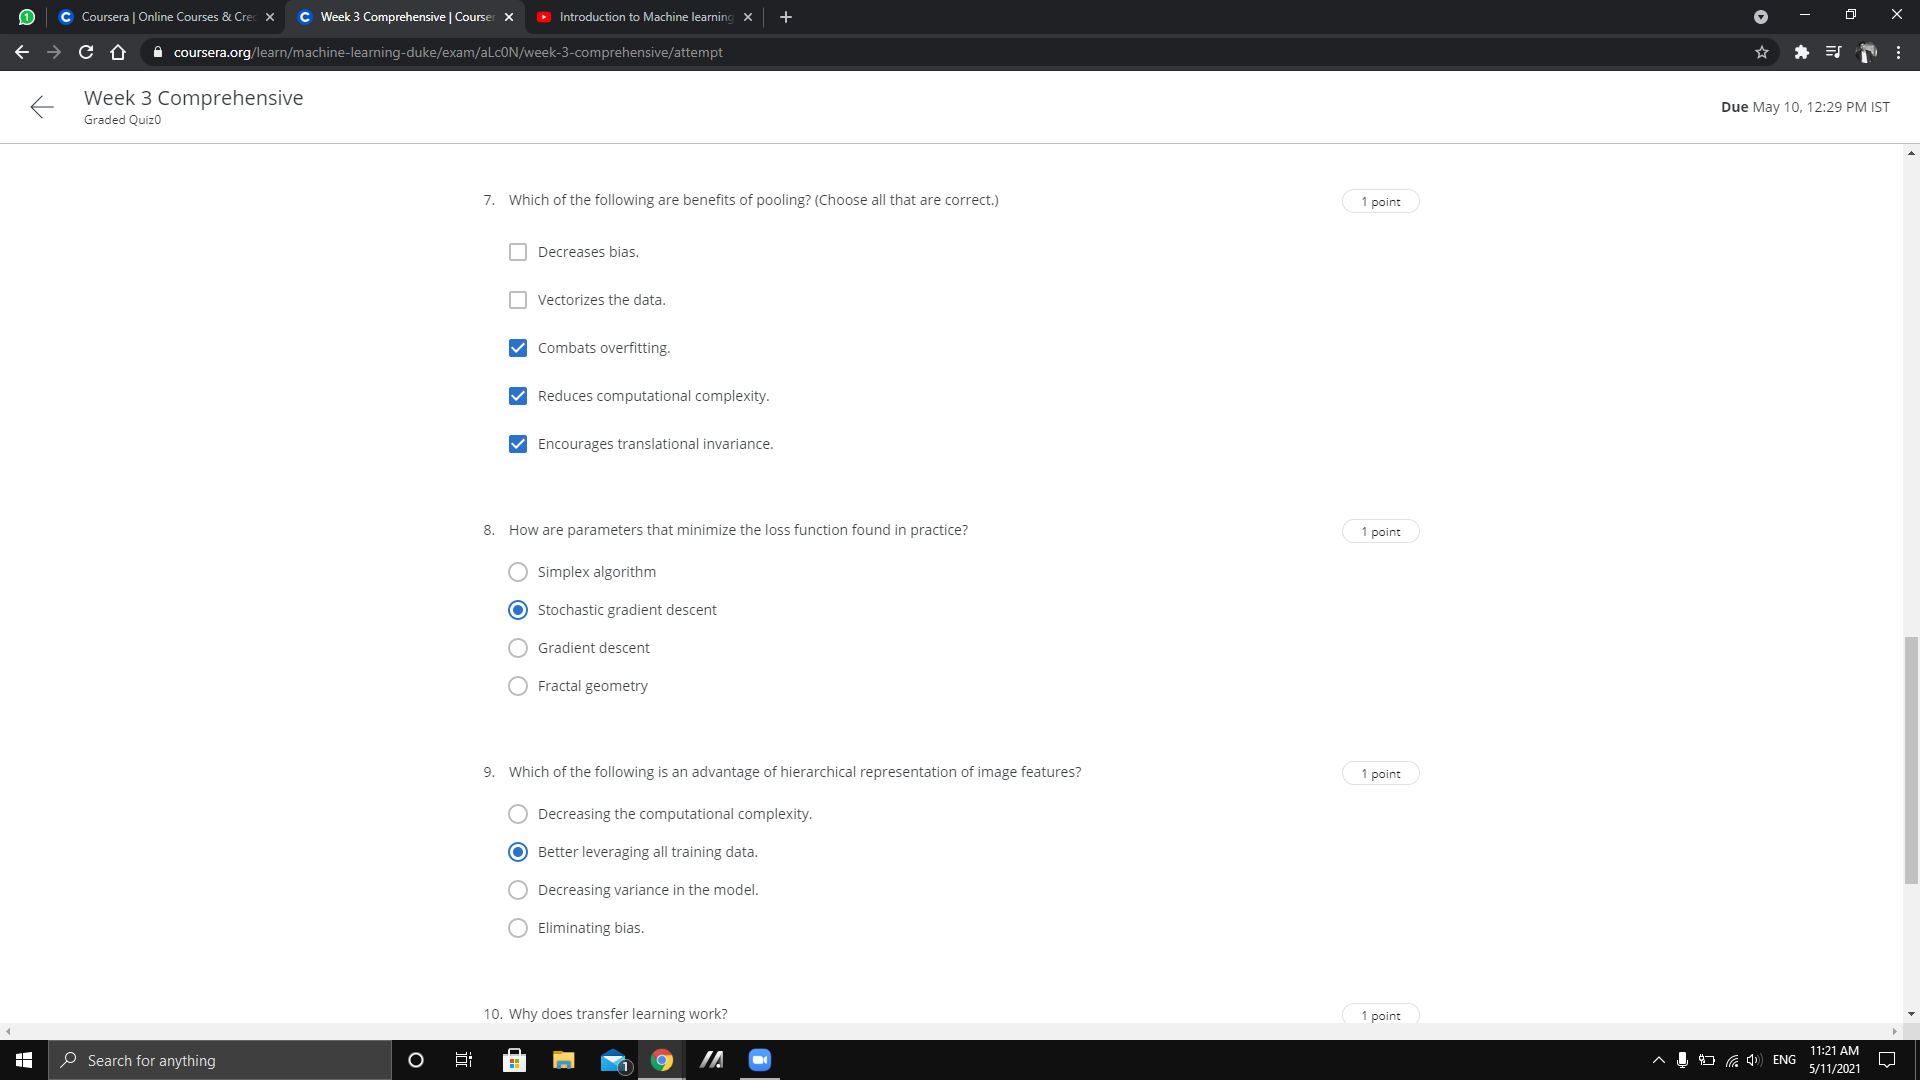 1
Coursera | Online Courses & Cre
Week 3 Comprehensive | Courser
Introduction to Machine learning
coursera.org/learn/machine-learning-duke/exam/aLc0N/week-3-comprehensive/attempt
Week 3 Comprehensive
Graded Quiz0
Due May 10, 12:29 PM IST
7. Which of the following are benefits of pooling? (Choose all that are correct.)
1 point
Decreases bias.
Vectorizes the data.
Combats overfitting.
Reduces computational complexity.
Encourages translational invariance.
8. How are parameters that minimize the loss function found in practice?
1 point
Simplex algorithm
Stochastic gradient descent
Gradient descent
Fractal geometry
9. Which of the following is an advantage of hierarchical representation of image features?
1 point
Decreasing the computational complexity.
Better leveraging all training data.
Decreasing variance in the model.
Eliminating bias.
10. Why does transfer learning work?
1 point
Search for anything
1
ENG
11:21 AM
5/11/2021